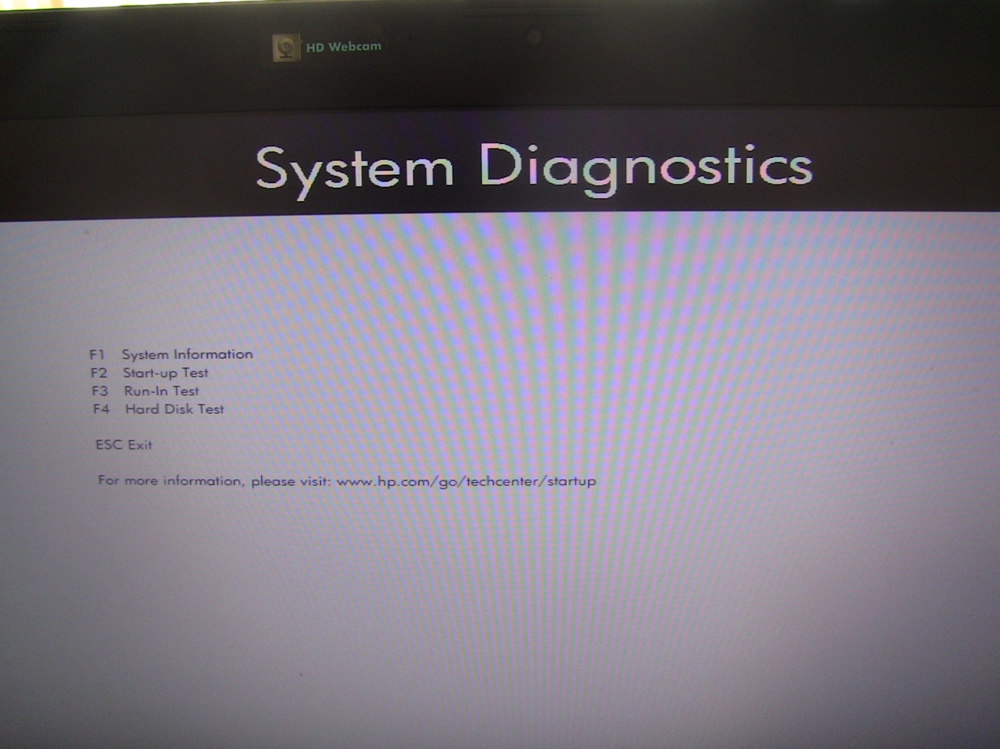 HD Webcam
System Diagnostics
F1 System Information
F2 Start-up Test
F3 Run-In Test
F4 Hard Disk Test
ESC Exit
For more information, please visit: www.hp.com/go/techcenter/startup